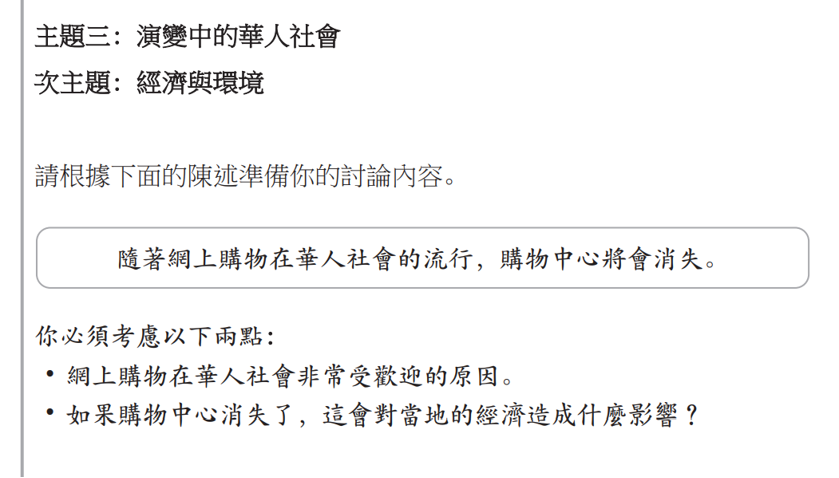 主題三：演變中的華人社會
次主題：經濟與環境
請根據下面的陳述準備你的討論內容。
隨著網上購物在華人社會的流行，購物中心將會消失。
你必須考慮以下兩點：
• 網上購物在華人社會非常受歡迎的原因。
• 如果購物中心消失了，這會對當地的經濟造成什麼影響？